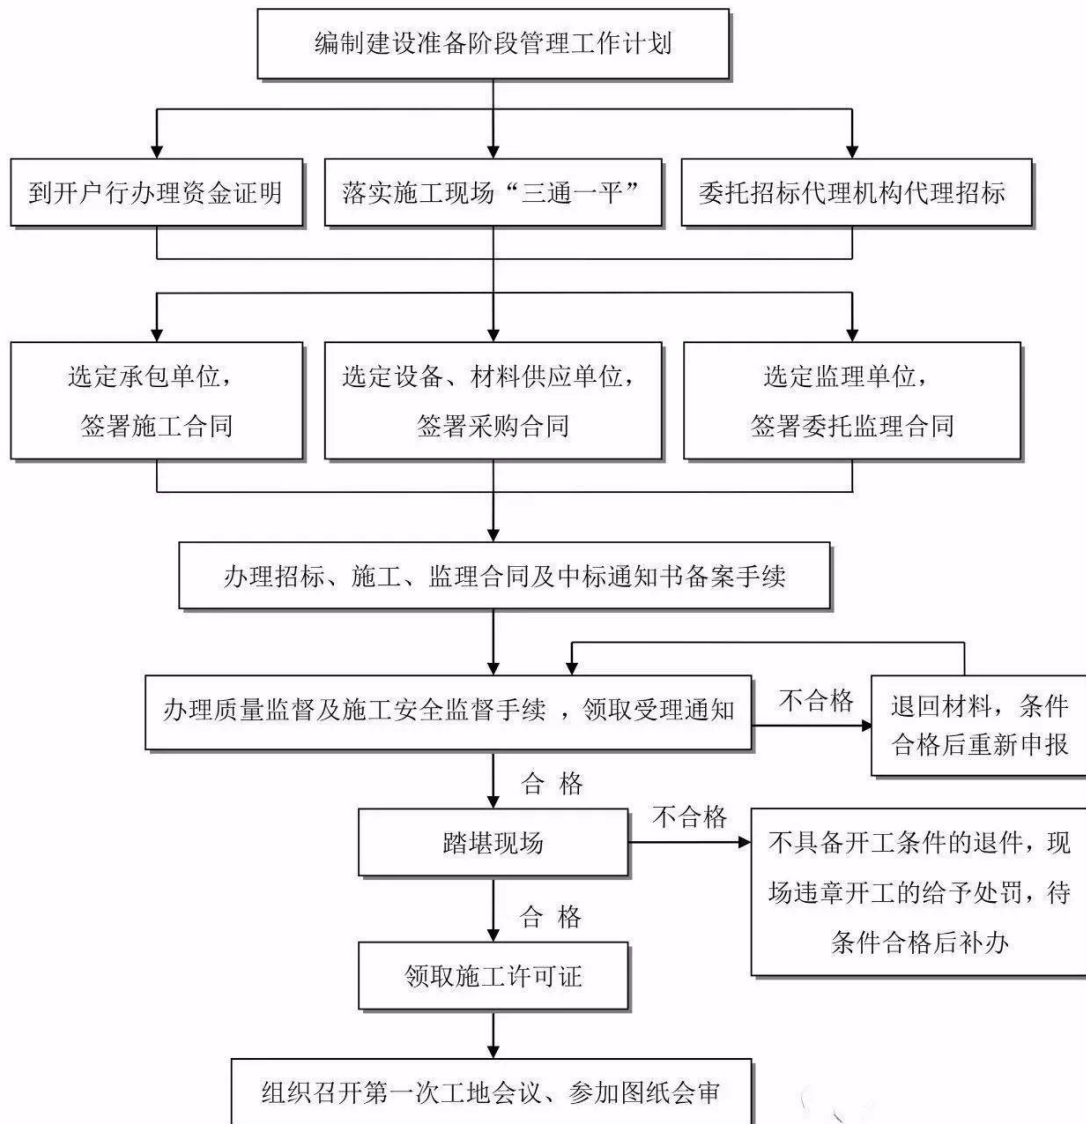 编制建设准备阶段管理工作计划
到开户行办理资金证明
落实施工现场“三通一平”
委托招标代理机构代理招标
选定承包单位，
签署施工合同
选定设备、材料供应单位，
签署采购合同
选定监理单位，
签署委托监理合同
办理招标、施工、监理合同及中标通知书备案手续
办理质量监督及施工安全监督手续 ，领取受理通知
不合格
退回材料，条件
合格后重新申报
合 格
踏堪现场
不合格
不具备开工条件的退件，现
场违章开工的给予处罚，待
条件合格后补办
合 格
领取施工许可证
组织召开第一次工地会议、参加图纸会审